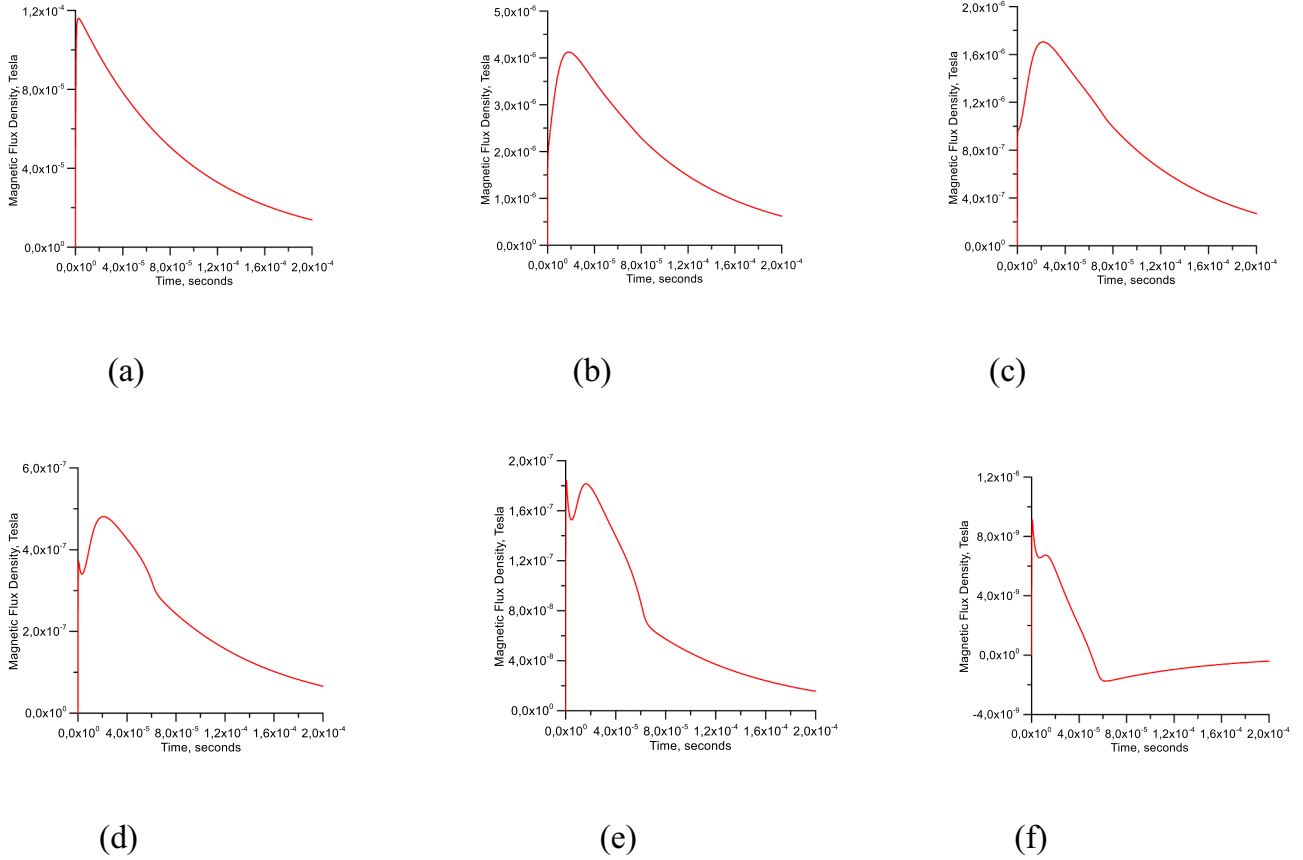 Magnetic Flux Density, Tesla
1,2x10⁻⁴
8,0x10⁻⁵
4,0x10⁻⁵
0,0x10⁰
0,0x10⁰ 4,0x10⁻⁵ 8,0x10⁻⁵ 1,2x10⁻⁴ 1,6x10⁻⁴ 2,0x10⁻⁴
Time, seconds
(a)
Magnetic Flux Density, Tesla
5,0x10⁻⁶
4,0x10⁻⁶
3,0x10⁻⁶
2,0x10⁻⁶
1,0x10⁻⁶
0,0x10⁰
0,0x10⁰ 4,0x10⁻⁵ 8,0x10⁻⁵ 1,2x10⁻⁴ 1,6x10⁻⁴ 2,0x10⁻⁴
Time, seconds
(b)
Magnetic Flux Density, Tesla
2,0x10⁻⁶
1,6x10⁻⁶
1,2x10⁻⁶
8,0x10⁻⁷
4,0x10⁻⁷
0,0x10⁰
0,0x10⁰ 4,0x10⁻⁵ 8,0x10⁻⁵ 1,2x10⁻⁴ 1,6x10⁻⁴ 2,0x10⁻⁴
Time, seconds
(c)
Magnetic Flux Density, Tesla
6,0x10⁻⁷
4,0x10⁻⁷
2,0x10⁻⁷
0,0x10⁰
0,0x10⁰ 4,0x10⁻⁵ 8,0x10⁻⁵ 1,2x10⁻⁴ 1,6x10⁻⁴ 2,0x10⁻⁴
Time, seconds
(d)
Magnetic Flux Density, Tesla
2,0x10⁻⁷
1,6x10⁻⁷
1,2x10⁻⁷
8,0x10⁻⁸
4,0x10⁻⁸
0,0x10⁰
0,0x10⁰ 4,0x10⁻⁵ 8,0x10⁻⁵ 1,2x10⁻⁴ 1,6x10⁻⁴ 2,0x10⁻⁴
Time, seconds
(e)
Magnetic Flux Density, Tesla
1,2x10⁻⁸
8,0x10⁻⁹
4,0x10⁻⁹
0,0x10⁰
-4,0x10⁻⁹
0,0x10⁰ 4,0x10⁻⁵ 8,0x10⁻⁵ 1,2x10⁻⁴ 1,6x10⁻⁴ 2,0x10⁻⁴
Time, seconds
(f)